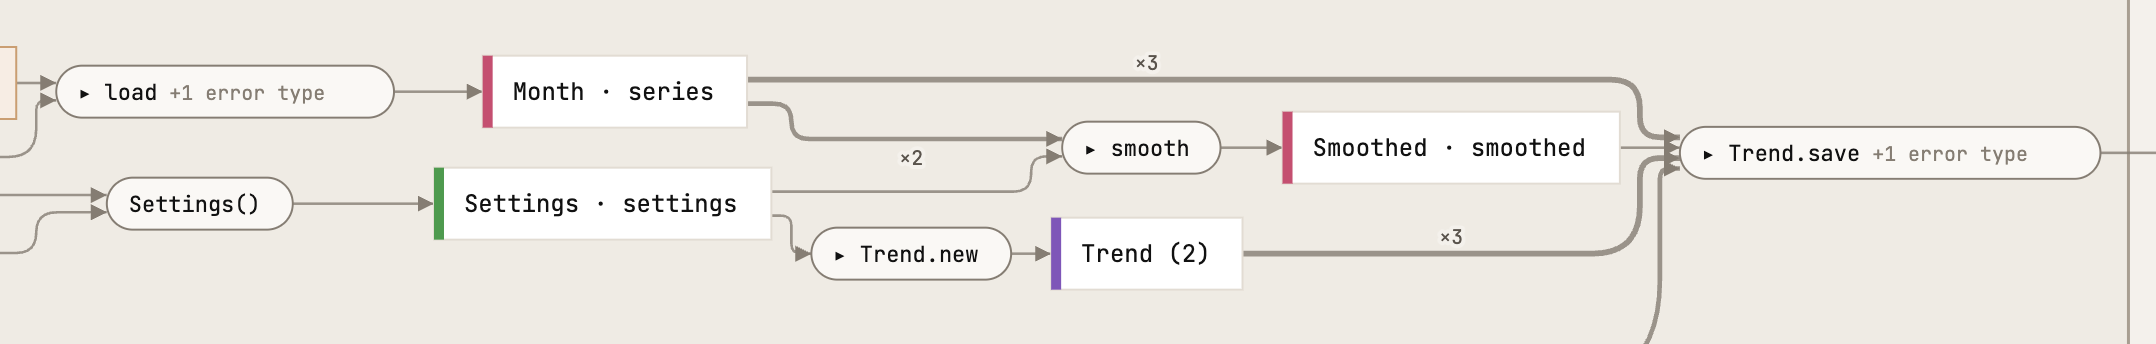 ×3
▸ load +1 error type
Month · series
▸ smooth
Smoothed · smoothed
▸ Trend.save +1 error type
×2
Settings()
Settings · settings
×3
▸ Trend.new
Trend (2)